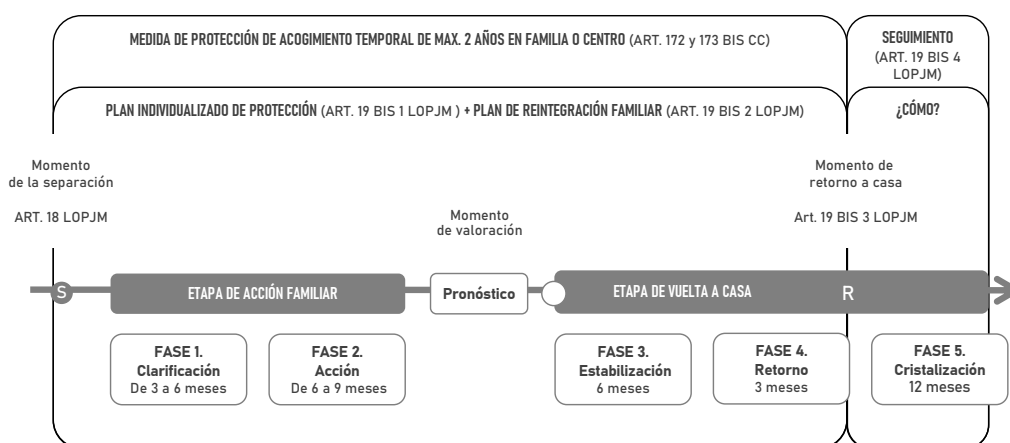 MEDIDA DE PROTECCIÓN DE ACOGIMIENTO TEMPORAL DE MAX. 2 AÑOS EN FAMILIA O CENTRO (ART. 172 y 173 BIS CC)
SEGUIMIENTO
(ART. 19 BIS 4
LOPJM)
PLAN INDIVIDUALIZADO DE PROTECCIÓN (ART. 19 BIS 1 LOPJM ) + PLAN DE REINTEGRACIÓN FAMILIAR (ART. 19 BIS 2 LOPJM)
¿CÓMO?
Momento
de la separación
ART. 18 LOPJM
Momento
de valoración
Momento de
retorno a casa
Art. 19 BIS 3 LOPJM
S
ETAPA DE ACCIÓN FAMILIAR
Pronóstico
ETAPA DE VUELTA A CASA
R
FASE 1.
Clarificación
De 3 a 6 meses
FASE 2.
Acción
De 6 a 9 meses
FASE 3.
Estabilización
6 meses
FASE 4.
Retorno
3 meses
FASE 5.
Cristalización
12 meses